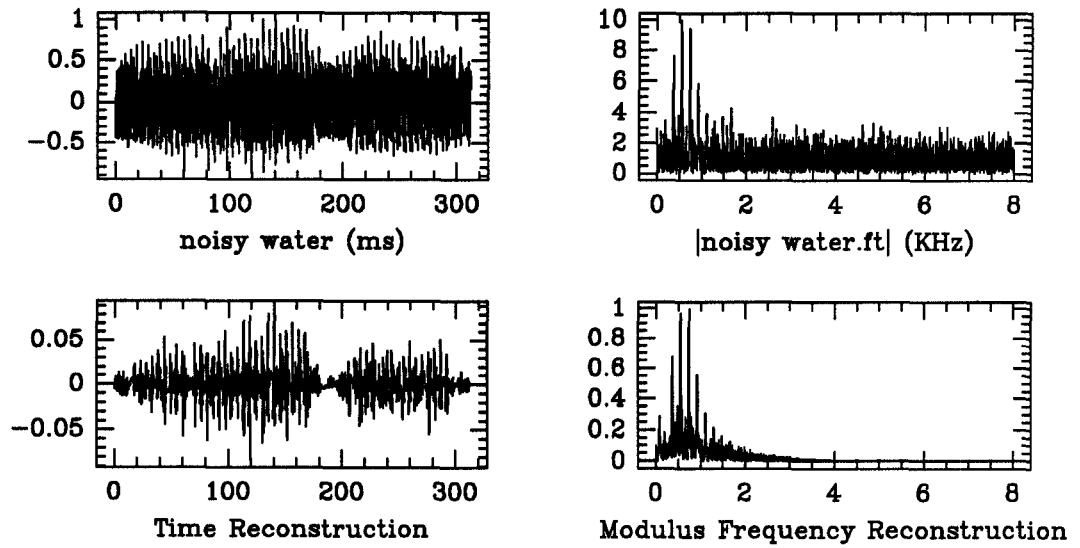 1
0.5
0
−0.5
0 100 200 300
noisy water (ms)
10
8
6
4
2
0
0 2 4 6 8
|noisy water.ft| (KHz)
0.05
0
−0.05
0 100 200 300
Time Reconstruction
1
0.8
0.6
0.4
0.2
0
0 2 4 6 8
Modulus Frequency Reconstruction